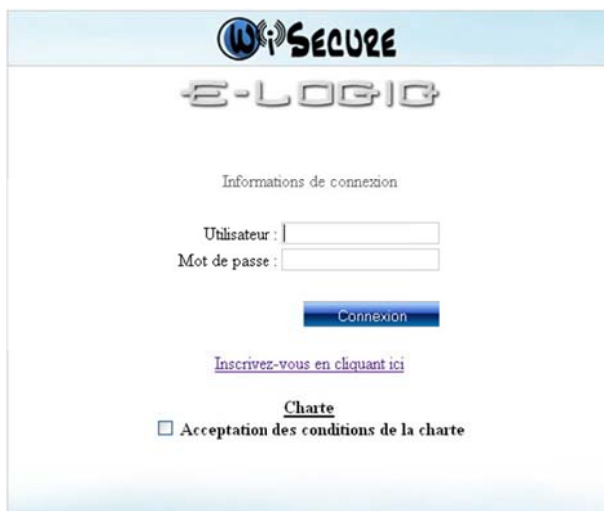 WiSECURE
E-LOGIQ
Informations de connexion
Utilisateur :
Mot de passe :
Connexion
Inscrivez-vous en cliquant ici
Charte
Acceptation des conditions de la charte